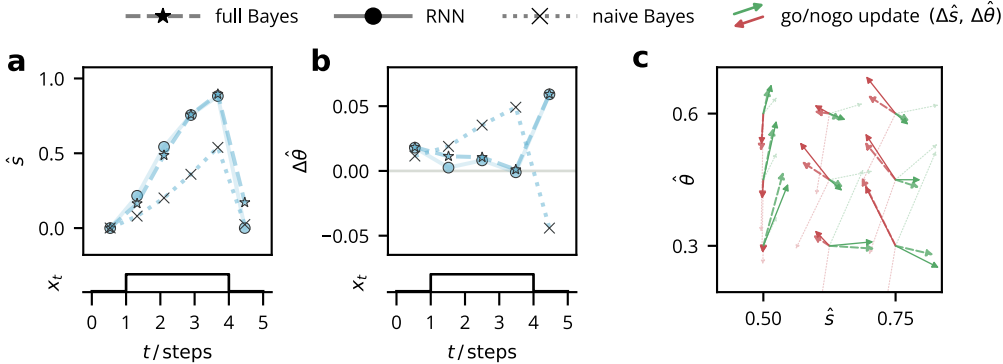 full Bayes RNN naive Bayes go/nogo update (Δŝ, Δθ̂)
a b c
1.0
0.5
0.0
ŝ
0.05
0.00
−0.05
Δθ̂
0.6
0.3
θ̂
0.50 ŝ 0.75
xₜ
0 1 2 3 4 5
t / steps
xₜ
0 1 2 3 4 5
t / steps